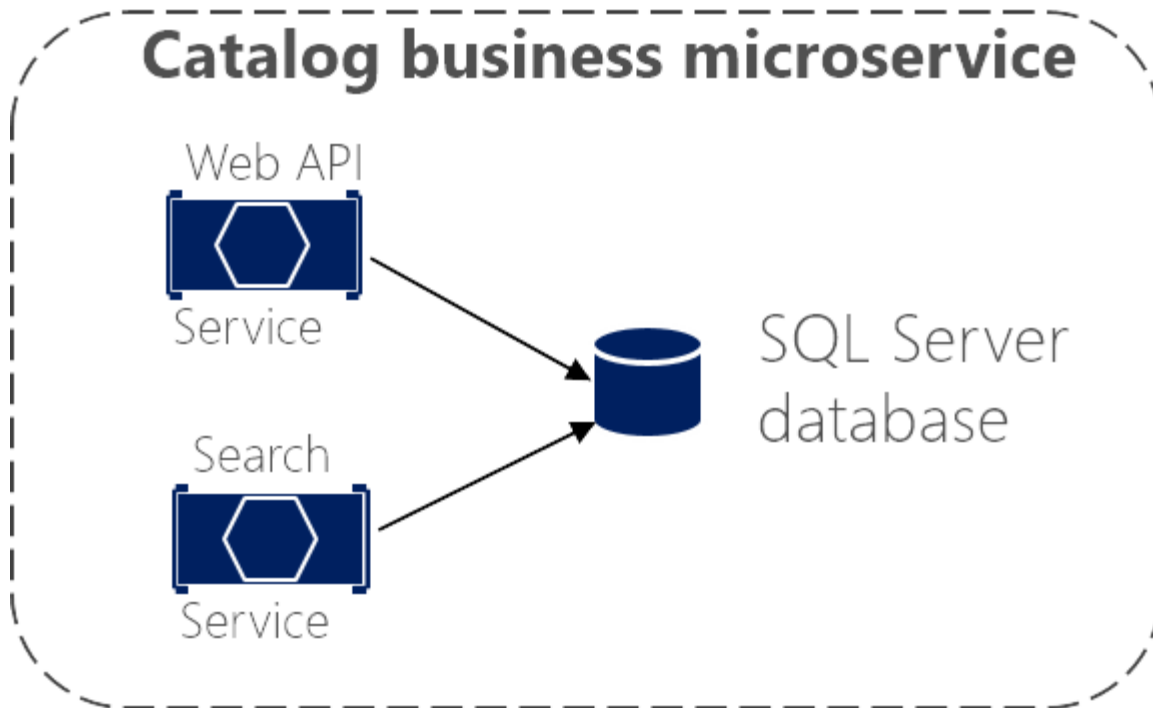 Catalog business microservice
Web API
Service
SQL Server
database
Search
Service